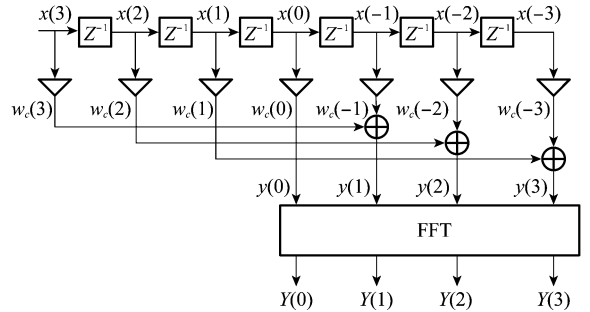 x(3) x(2) x(1) x(0) x(−1) x(−2) x(−3)
Z⁻¹ Z⁻¹ Z⁻¹ Z⁻¹ Z⁻¹ Z⁻¹
w_c(3) w_c(2) w_c(1) w_c(0) w_c(−1) w_c(−2) w_c(−3)
y(0) y(1) y(2) y(3)
FFT
Y(0) Y(1) Y(2) Y(3)